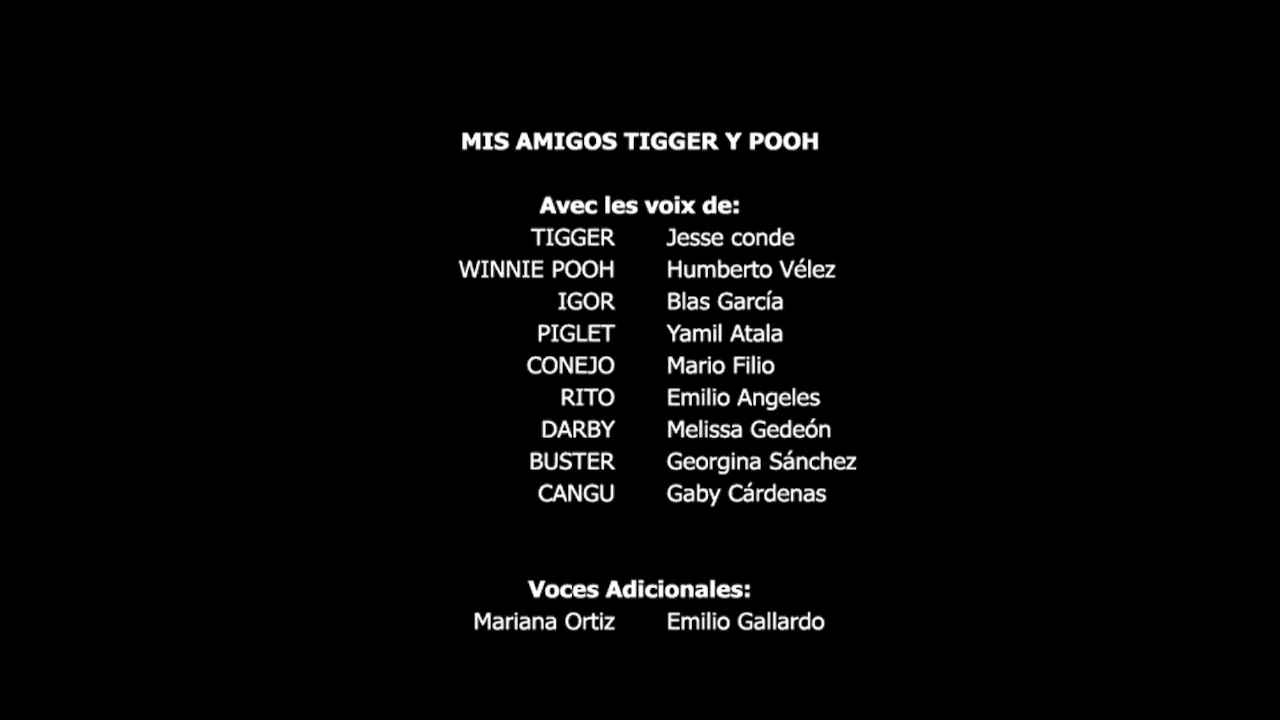 MIS AMIGOS TIGGER Y POOH
Avec les voix de:
TIGGER Jesse conde
WINNIE POOH Humberto Vélez
IGOR Blas García
PIGLET Yamil Atala
CONEJO Mario Filio
RITO Emilio Angeles
DARBY Melissa Gedeón
BUSTER Georgina Sánchez
CANGU Gaby Cárdenas
Voces Adicionales:
Mariana Ortiz Emilio Gallardo